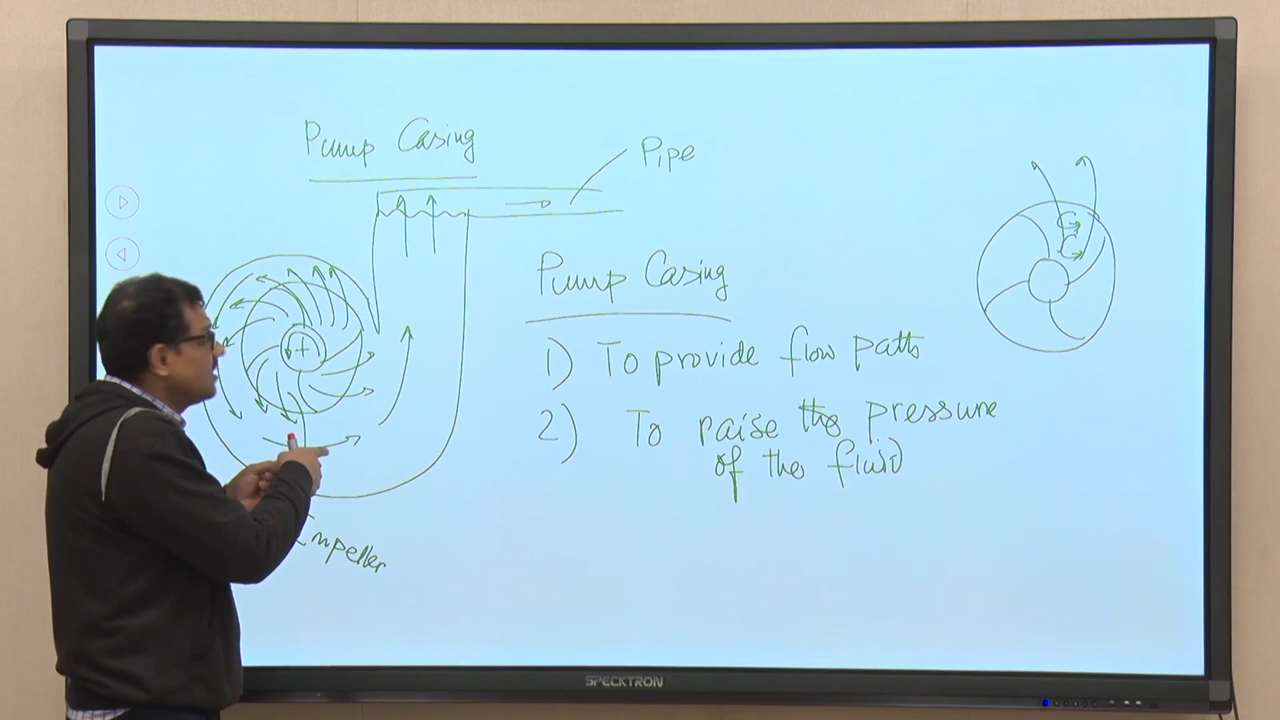 Pump Casing
Pipe
Pump Casing
1) To provide flow path
2) To raise the pressure
of the fluid
Impeller
SPECKTRON